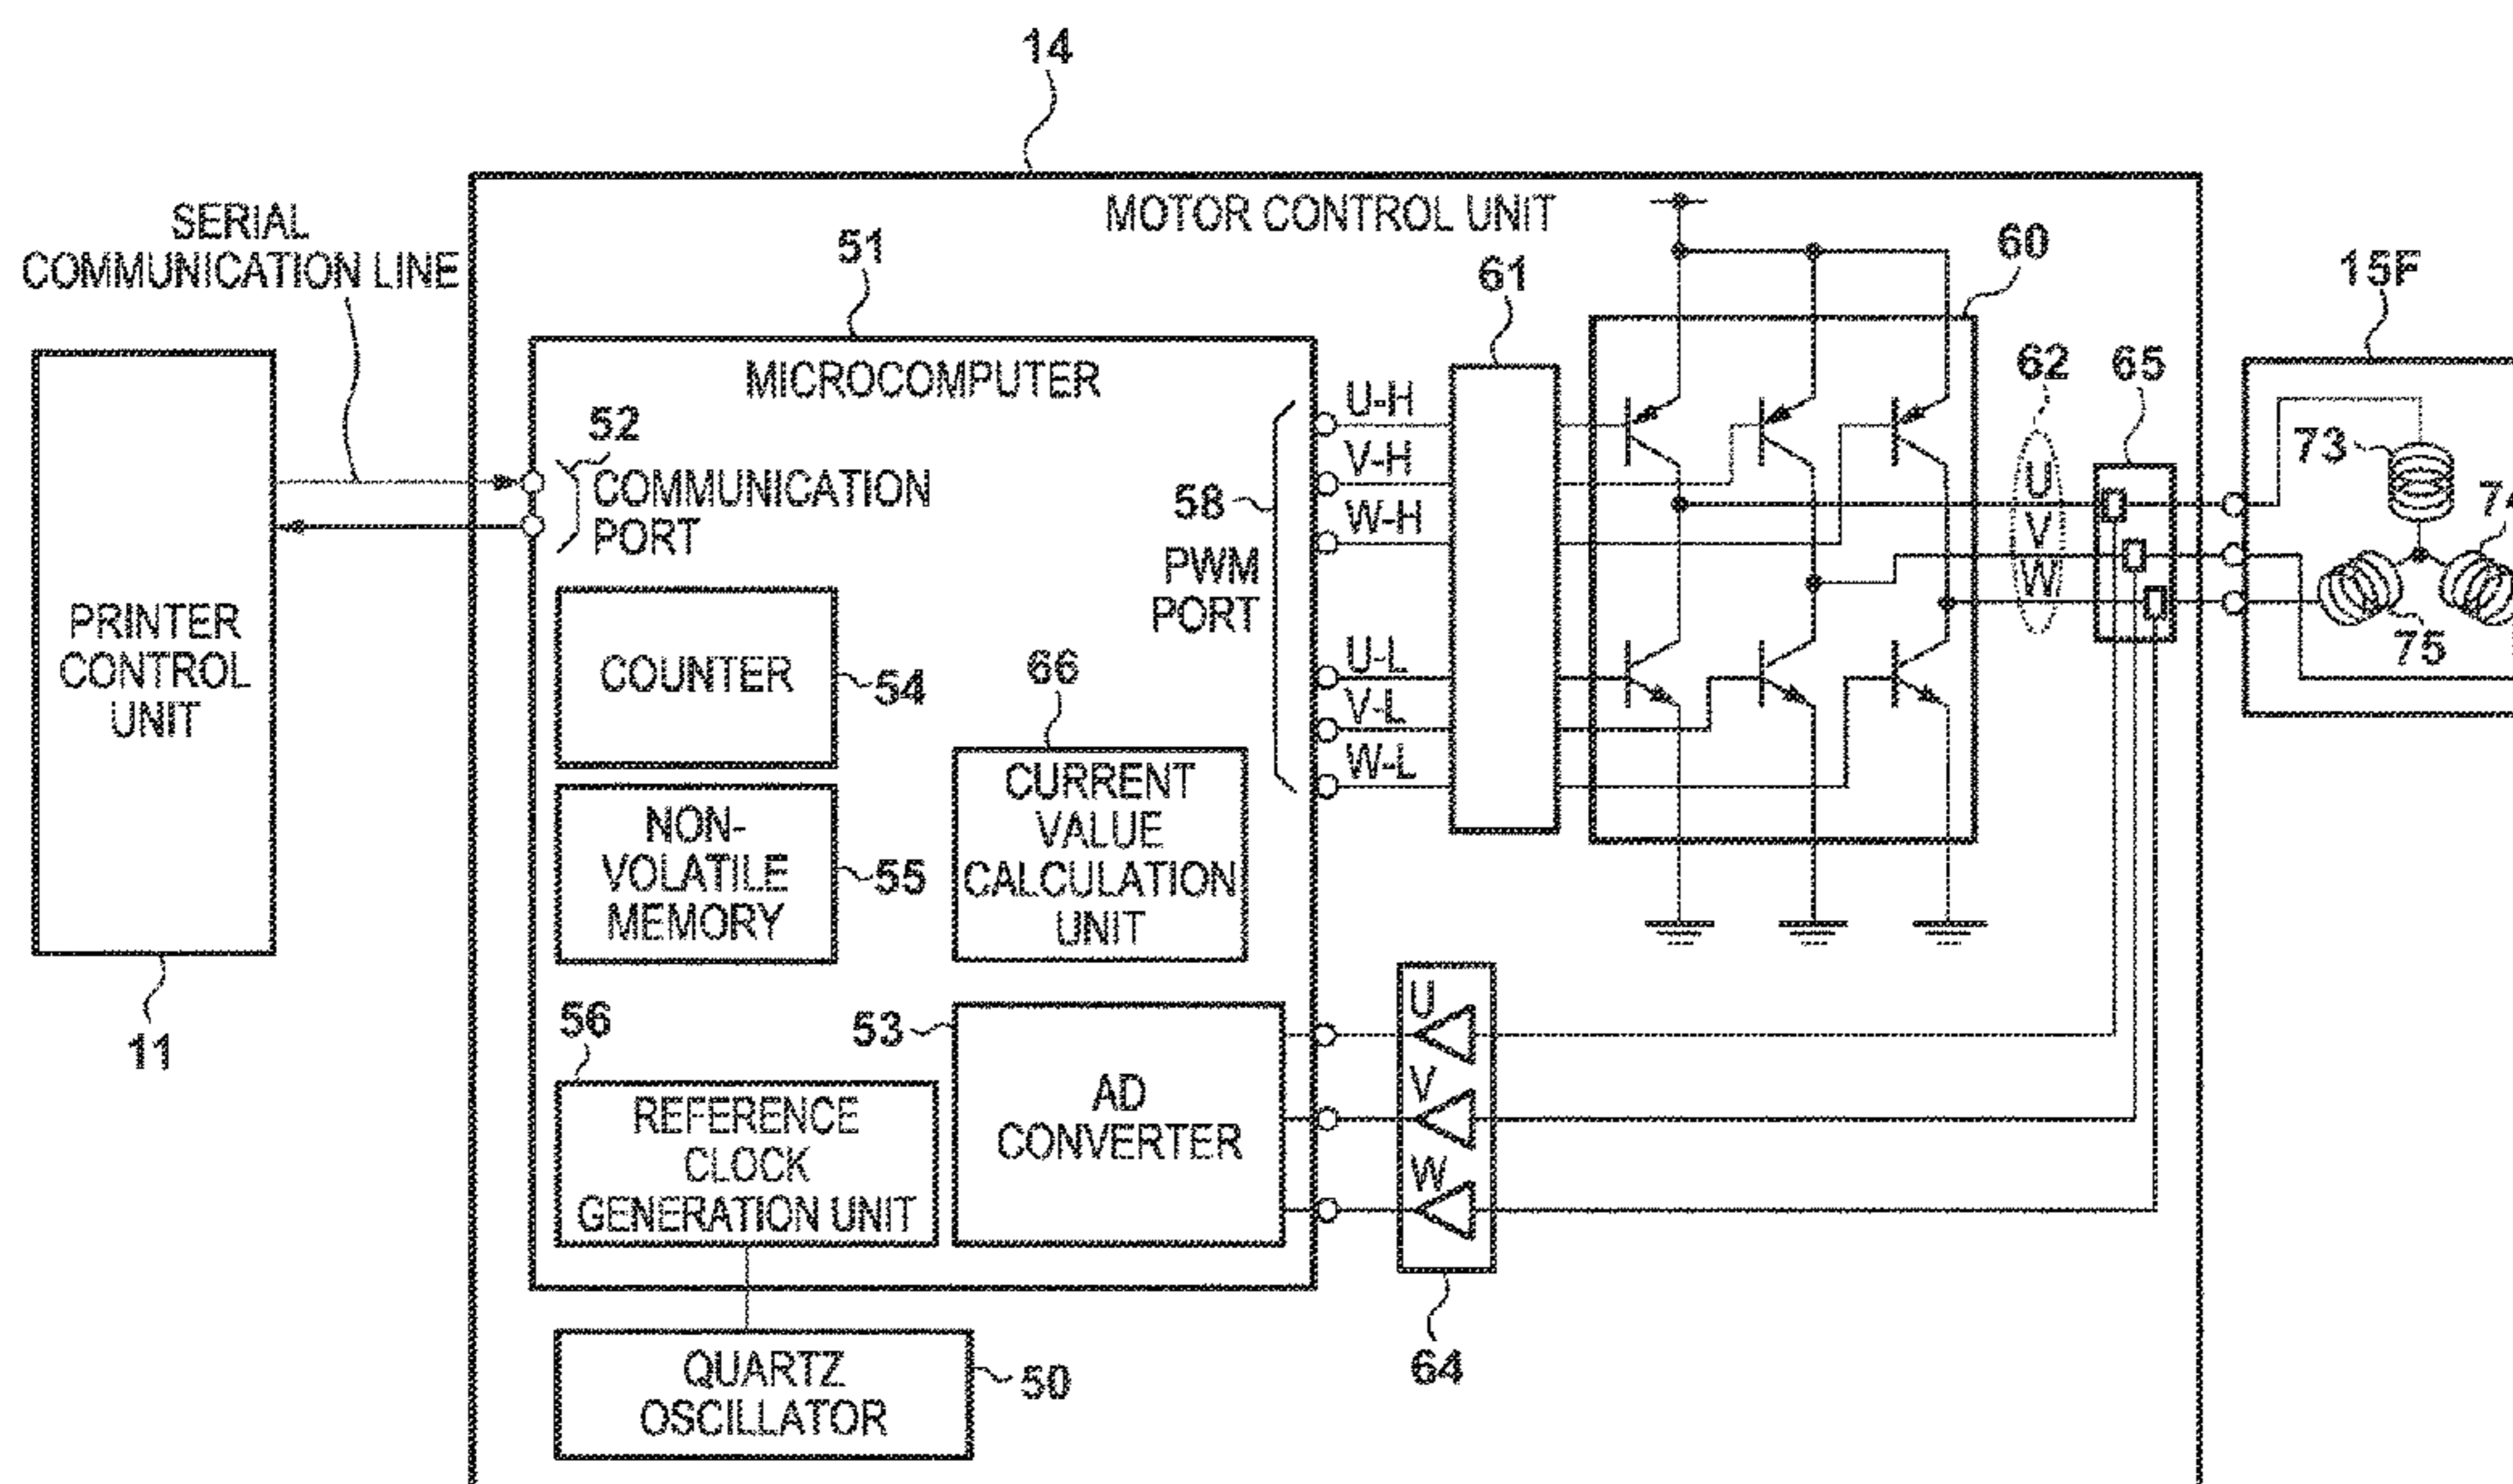 14
SERIAL
COMMUNICATION LINE
MOTOR CONTROL UNIT
51
61
60
15F
MICROCOMPUTER
62
65
52
COMMUNICATION
PORT
U-H
V-H
W-H
58
PWM
PORT
U-L
V-L
W-L
U
V
W
73
75
PRINTER
CONTROL
UNIT
11
COUNTER
54
66
NON-
VOLATILE
MEMORY
55
CURRENT
VALUE
CALCULATION
UNIT
56
REFERENCE
CLOCK
GENERATION UNIT
53
AD
CONVERTER
U
V
W
64
QUARTZ
OSCILLATOR
50